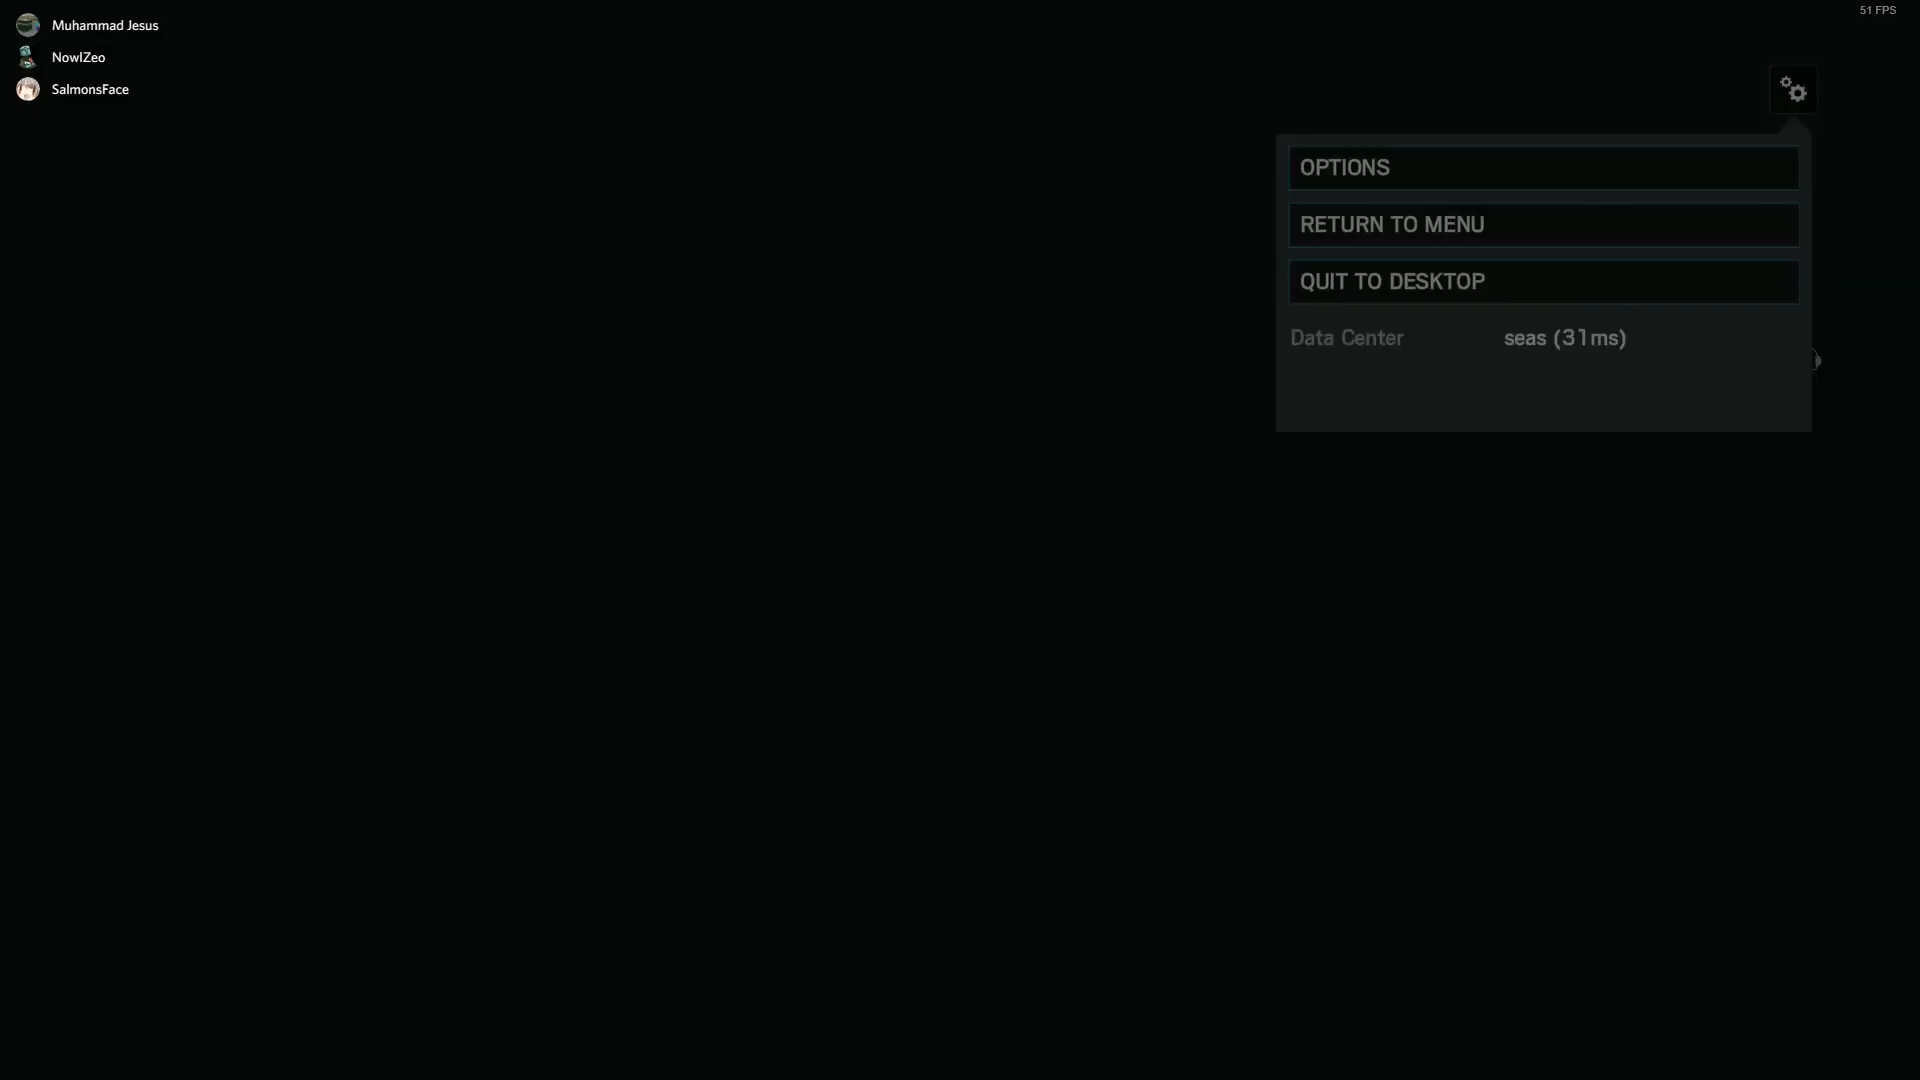 Muhammad Jesus
NowIZeo
SalmonsFace
51 FPS
OPTIONS
RETURN TO MENU
QUIT TO DESKTOP
Data Center seas (31ms)